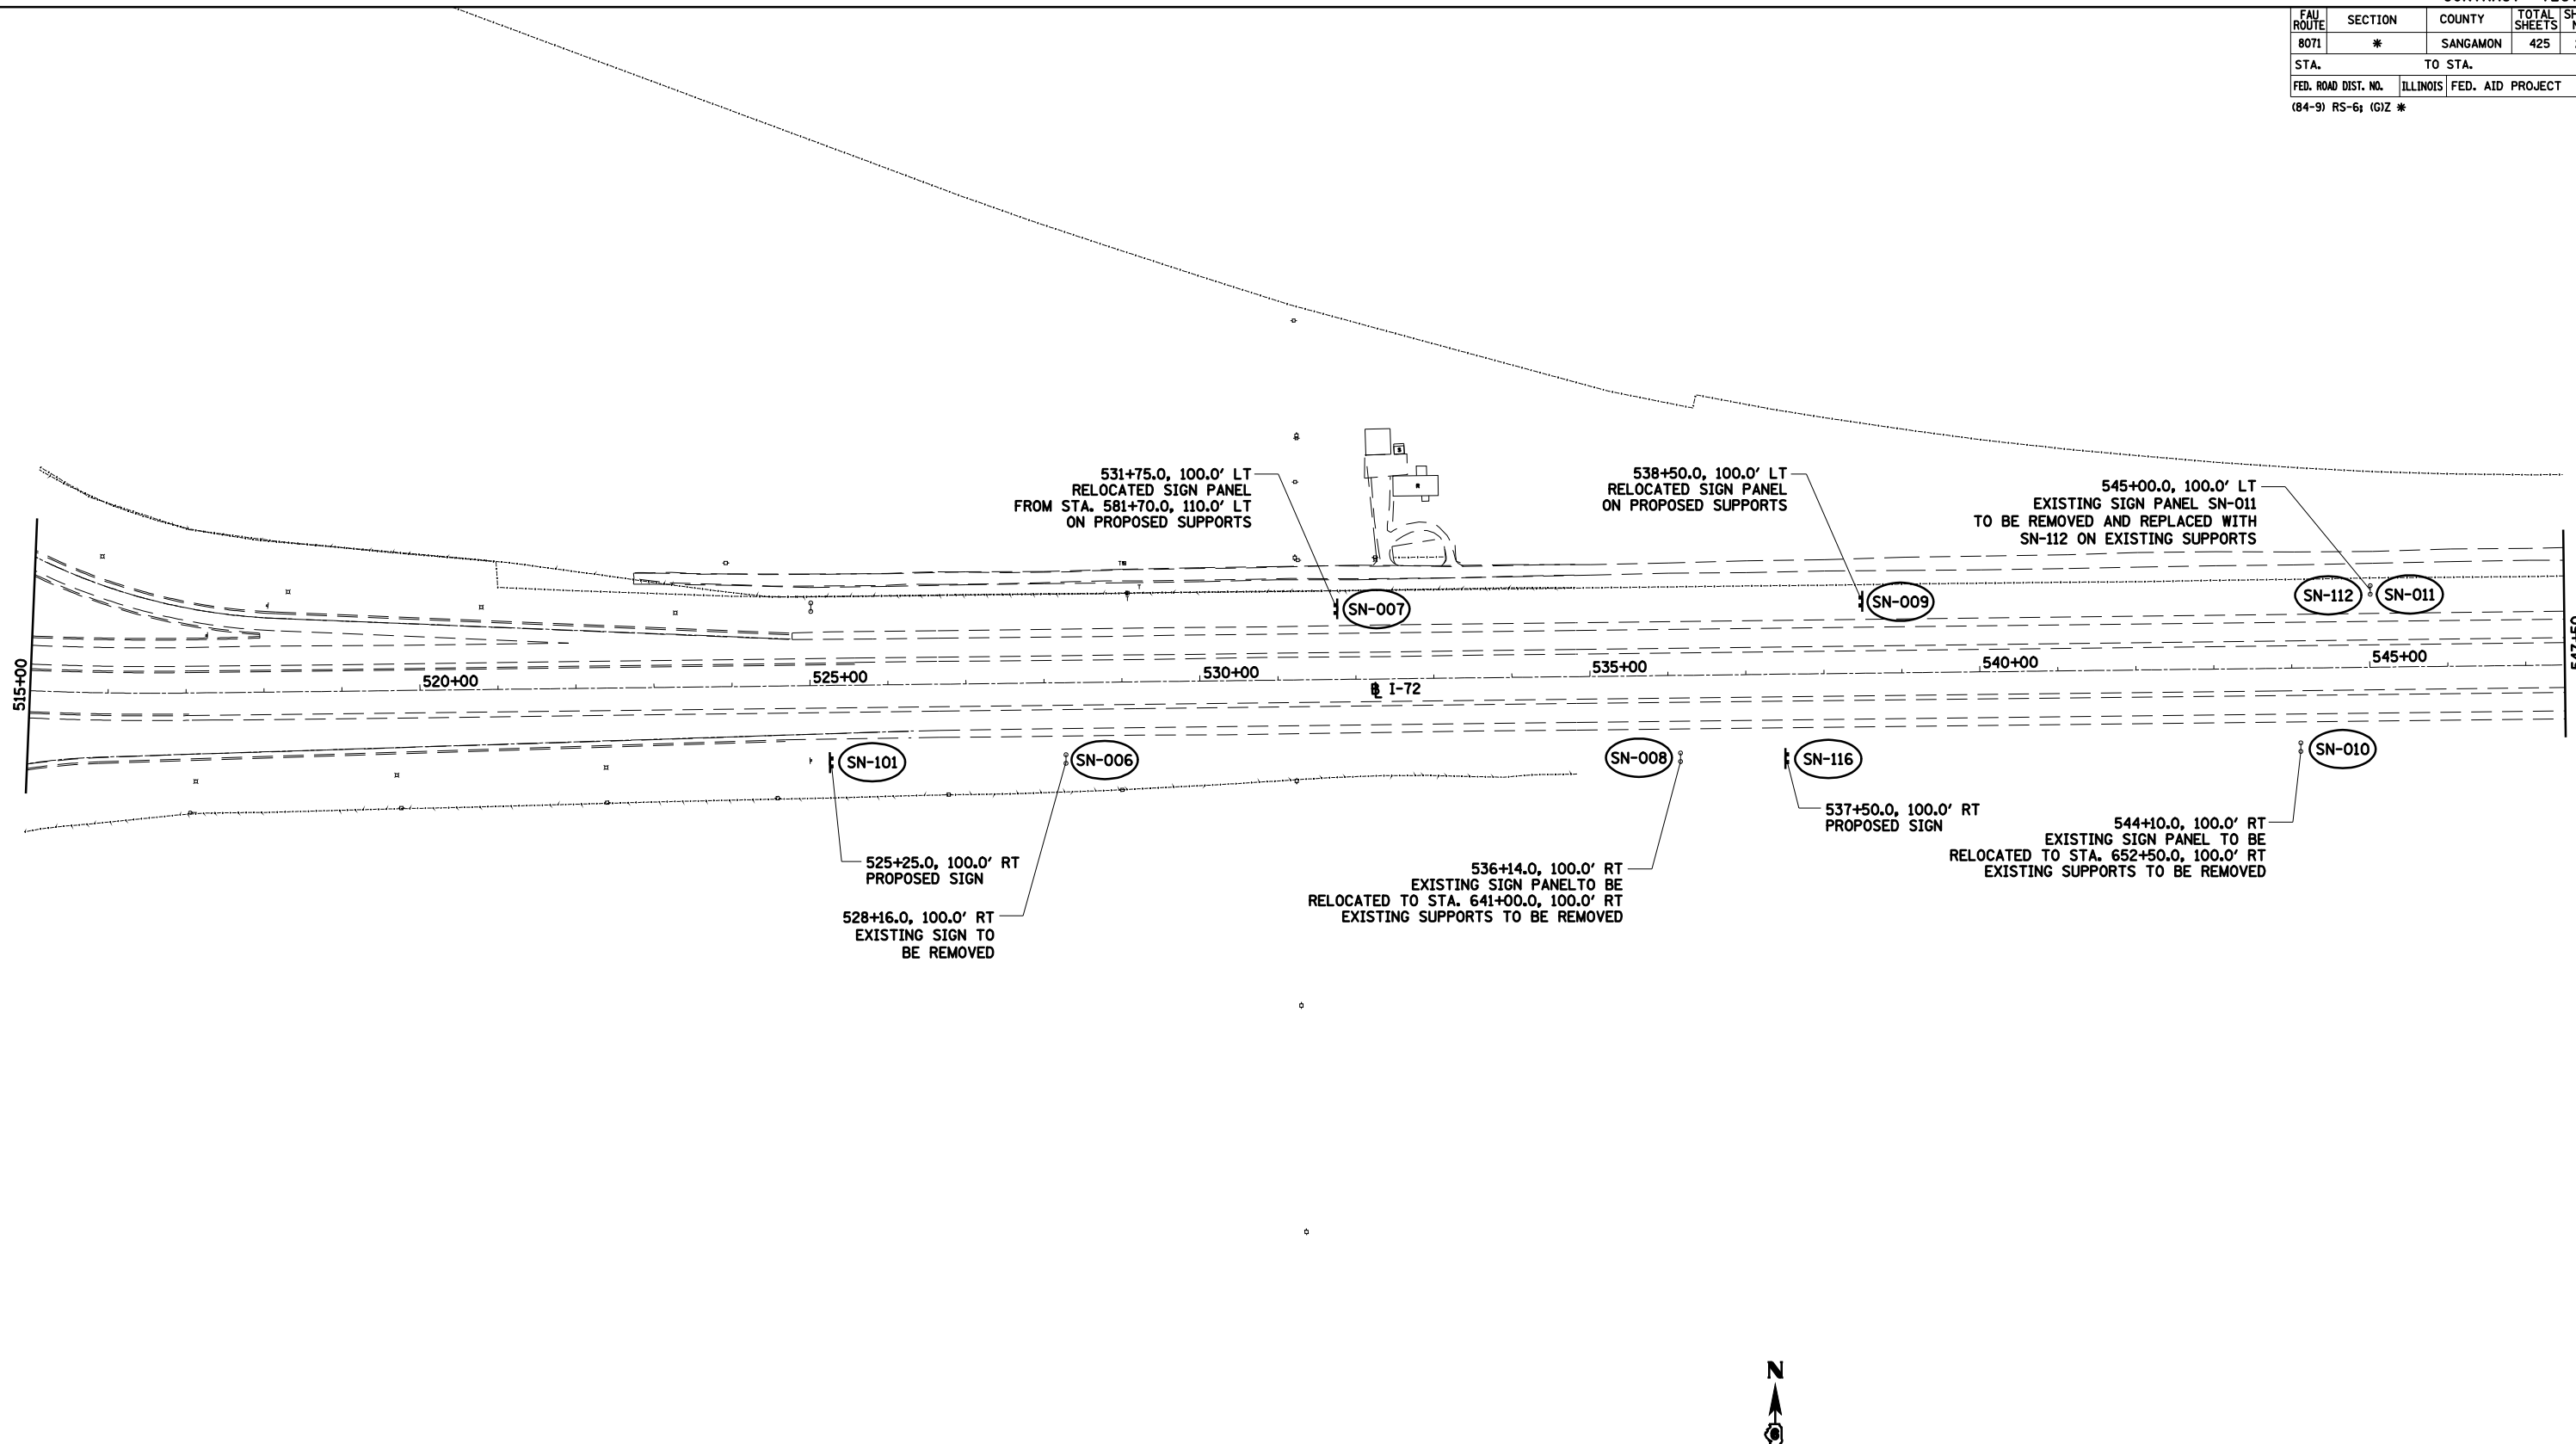 FAU ROUTE SECTION COUNTY TOTAL SHEETS
8071 * SANGAMON 425
STA. TO STA.
FED. ROAD DIST. NO. ILLINOIS FED. AID PROJECT
(84-9) RS-6; (G)Z *
531+75.0, 100.0' LT
RELOCATED SIGN PANEL
FROM STA. 581+70.0, 110.0' LT
ON PROPOSED SUPPORTS
538+50.0, 100.0' LT
RELOCATED SIGN PANEL
ON PROPOSED SUPPORTS
545+00.0, 100.0' LT
EXISTING SIGN PANEL SN-011
TO BE REMOVED AND REPLACED WITH
SN-112 ON EXISTING SUPPORTS
SN-007
SN-009
SN-112
SN-011
515+00
520+00
525+00
530+00
535+00
540+00
545+00
547+50
I-72
SN-101
SN-006
SN-008
SN-116
SN-010
525+25.0, 100.0' RT
PROPOSED SIGN
528+16.0, 100.0' RT
EXISTING SIGN TO
BE REMOVED
536+14.0, 100.0' RT
EXISTING SIGN PANELTO BE
RELOCATED TO STA. 641+00.0, 100.0' RT
EXISTING SUPPORTS TO BE REMOVED
537+50.0, 100.0' RT
PROPOSED SIGN
544+10.0, 100.0' RT
EXISTING SIGN PANEL TO BE
RELOCATED TO STA. 652+50.0, 100.0' RT
EXISTING SUPPORTS TO BE REMOVED
N